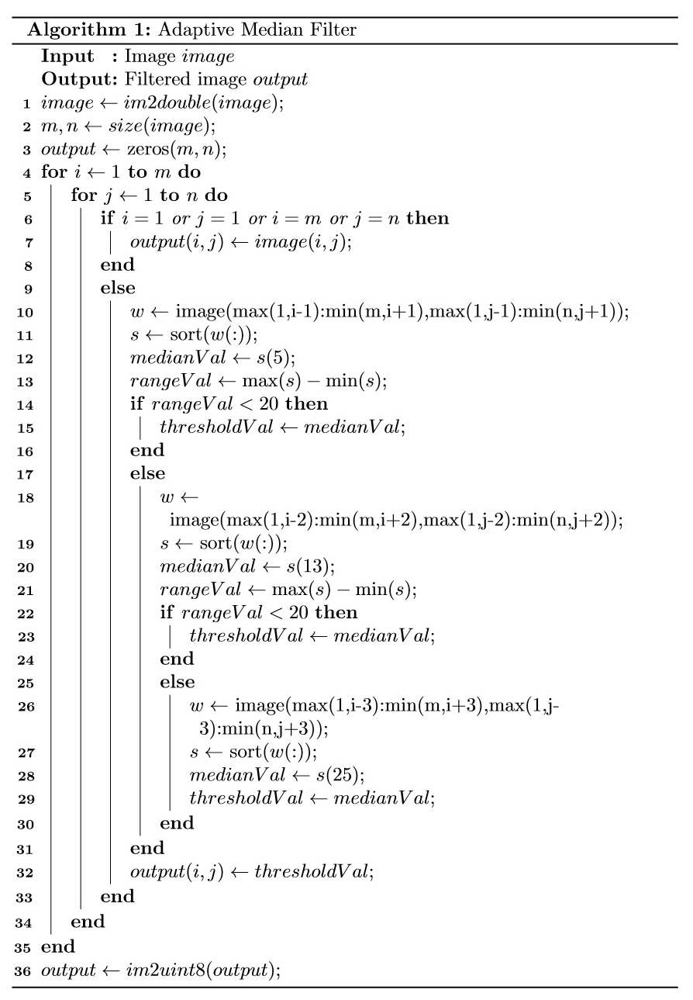 Algorithm 1: Adaptive Median Filter
Input : Image image
Output: Filtered image output
1 image ← im2double(image);
2 m, n ← size(image);
3 output ← zeros(m, n);
4 for i ← 1 to m do
5 for j ← 1 to n do
6 if i = 1 or j = 1 or i = m or j = n then
7 output(i, j) ← image(i, j);
8 end
9 else
10 w ← image(max(1,i-1):min(m,i+1),max(1,j-1):min(n,j+1));
11 s ← sort(w(:));
12 medianVal ← s(5);
13 rangeVal ← max(s) − min(s);
14 if rangeVal < 20 then
15 thresholdVal ← medianVal;
16 end
17 else
18 w ←
image(max(1,i-2):min(m,i+2),max(1,j-2):min(n,j+2));
19 s ← sort(w(:));
20 medianVal ← s(13);
21 rangeVal ← max(s) − min(s);
22 if rangeVal < 20 then
23 thresholdVal ← medianVal;
24 end
25 else
26 w ← image(max(1,i-3):min(m,i+3),max(1,j-
3):min(n,j+3));
27 s ← sort(w(:));
28 medianVal ← s(25);
29 thresholdVal ← medianVal;
30 end
31 end
32 output(i, j) ← thresholdVal;
33 end
34 end
35 end
36 output ← im2uint8(output);